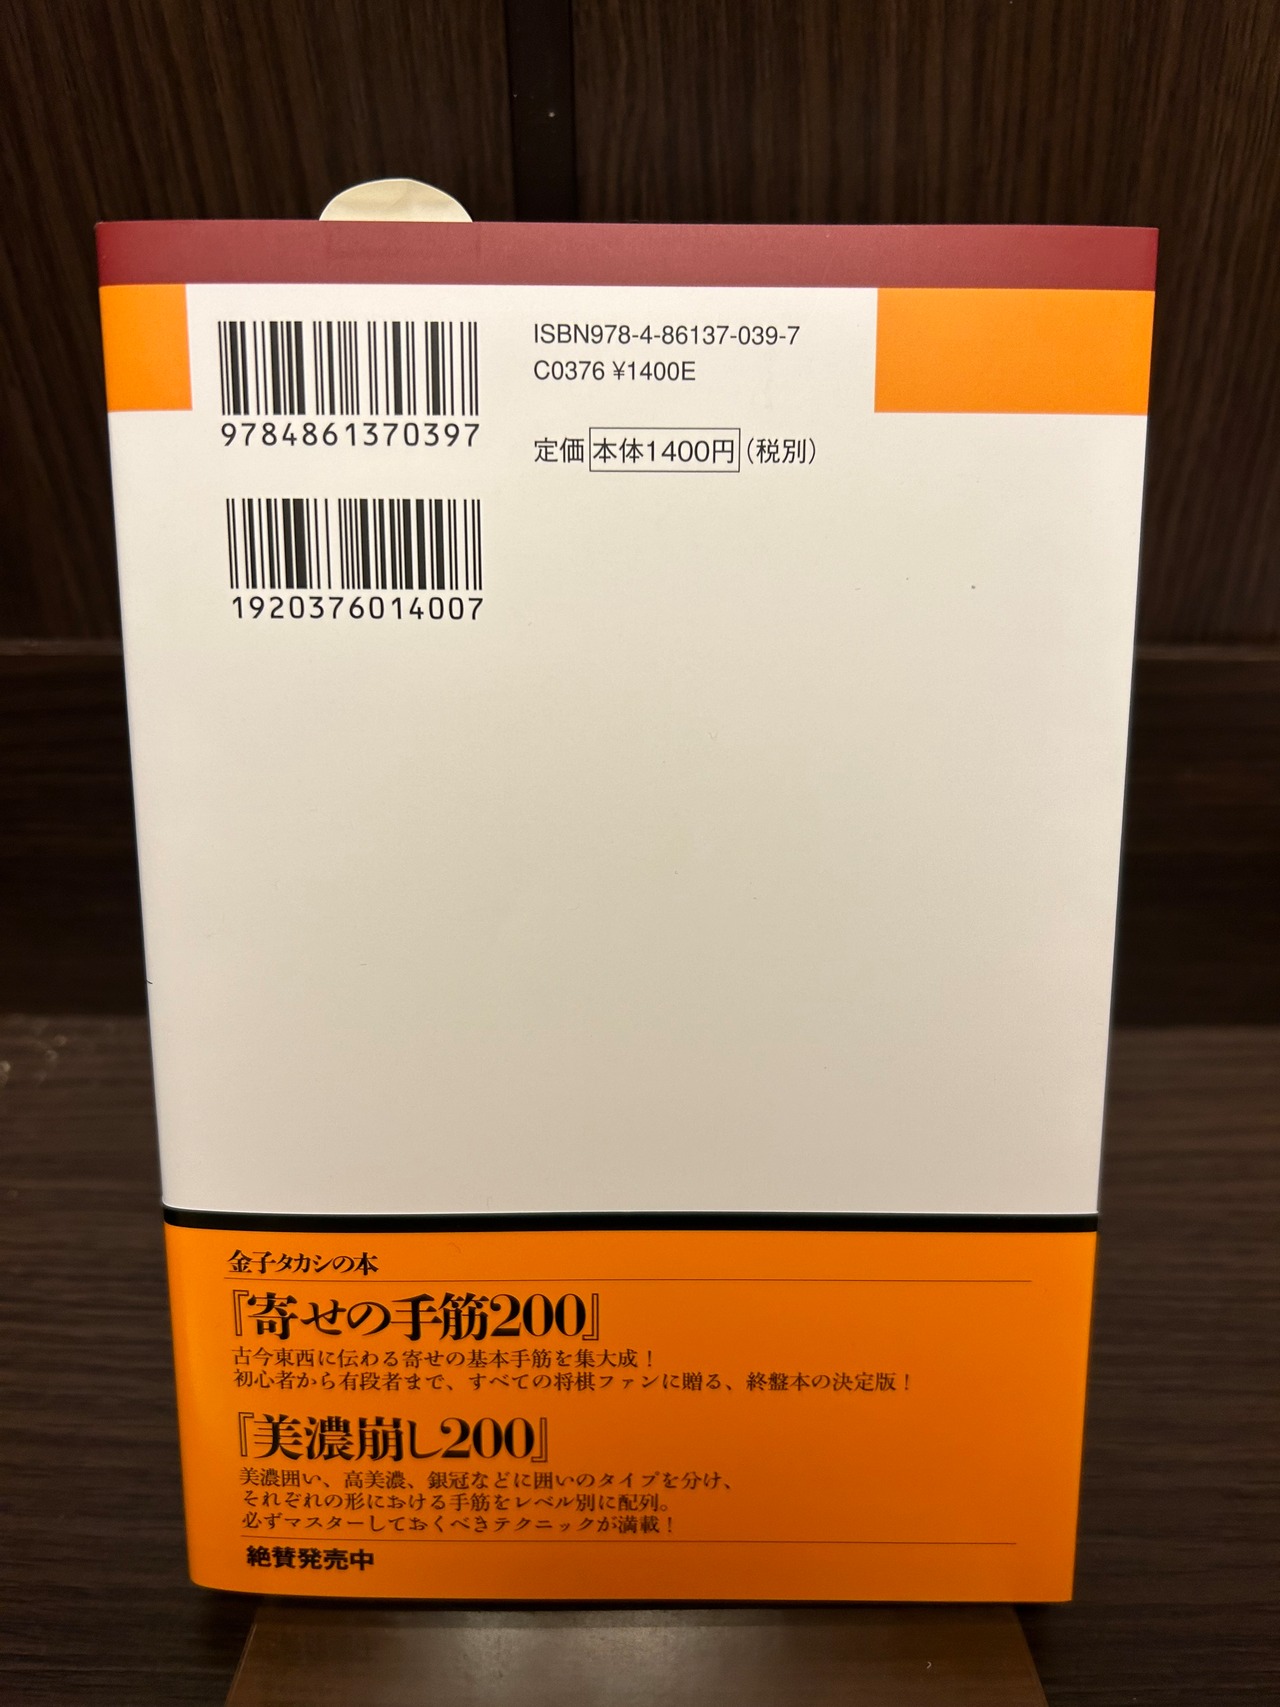 9784861370397
1920376014007
ISBN978-4-86137-039-7
C0376 ¥1400E
定価 本体1400円(税別)
金子タカシの本
『寄せの手筋200』
古今東西に伝わる寄せの基本手筋を集大成！
初心者から有段者まで、すべての将棋ファンに贈る、終盤本の決定版！
『美濃崩し200』
美濃囲い、高美濃、銀冠などに囲いのタイプを分け、
それぞれの形における手筋をレベル別に配列。
必ずマスターしておくべきテクニックが満載！
絶賛発売中